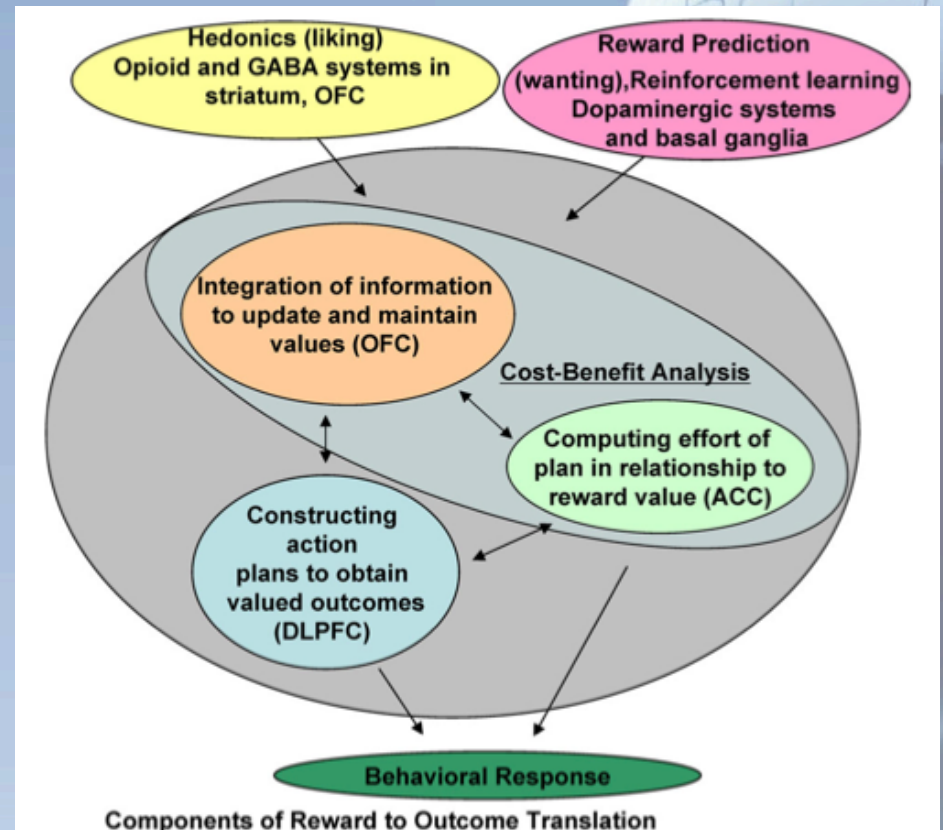 Hedonics (liking)
Opioid and GABA systems in
striatum, OFC
Reward Prediction
(wanting),Reinforcement learning
Dopaminergic systems
and basal ganglia
Integration of information
to update and maintain
values (OFC)
Cost-Benefit Analysis
Computing effort of
plan in relationship to
reward value (ACC)
Constructing
action
plans to obtain
valued outcomes
(DLPFC)
Behavioral Response
Components of Reward to Outcome Translation